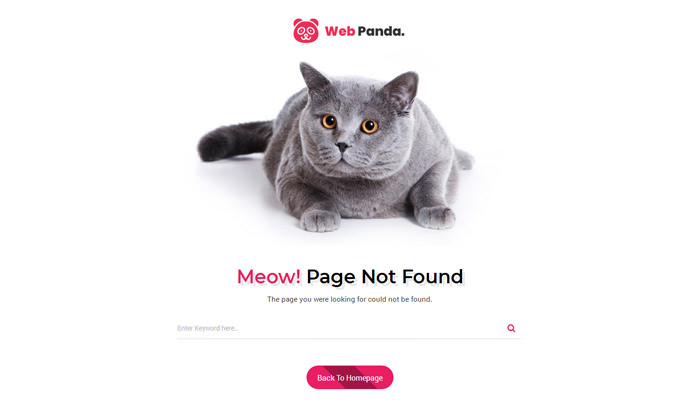 Web Panda.
Meow! Page Not Found
The page you were looking for could not be found.
Enter Keyword here..
Back To Homepage